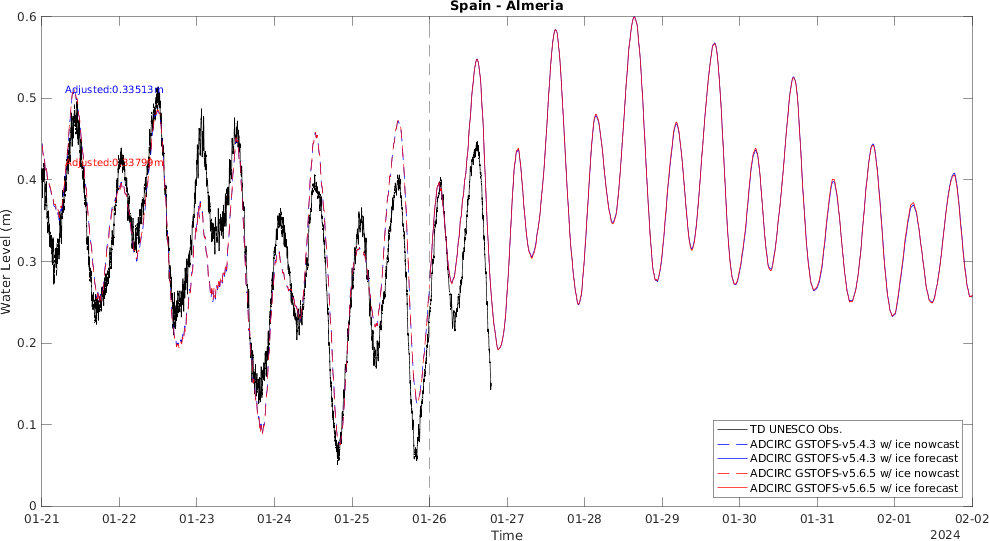 Spain - Almeria
0.6
0.5
0.4
0.3
0.2
0.1
0
Water Level (m)
Adjusted:0.33513m
Adjusted:0.33799m
TD UNESCO Obs.
ADCIRC GSTOFS-v5.4.3 w/ ice nowcast
ADCIRC GSTOFS-v5.4.3 w/ ice forecast
ADCIRC GSTOFS-v5.6.5 w/ ice nowcast
ADCIRC GSTOFS-v5.6.5 w/ ice forecast
01-21 01-22 01-23 01-24 01-25 01-26 01-27 01-28 01-29 01-30 01-31 02-01 02-02
Time
2024